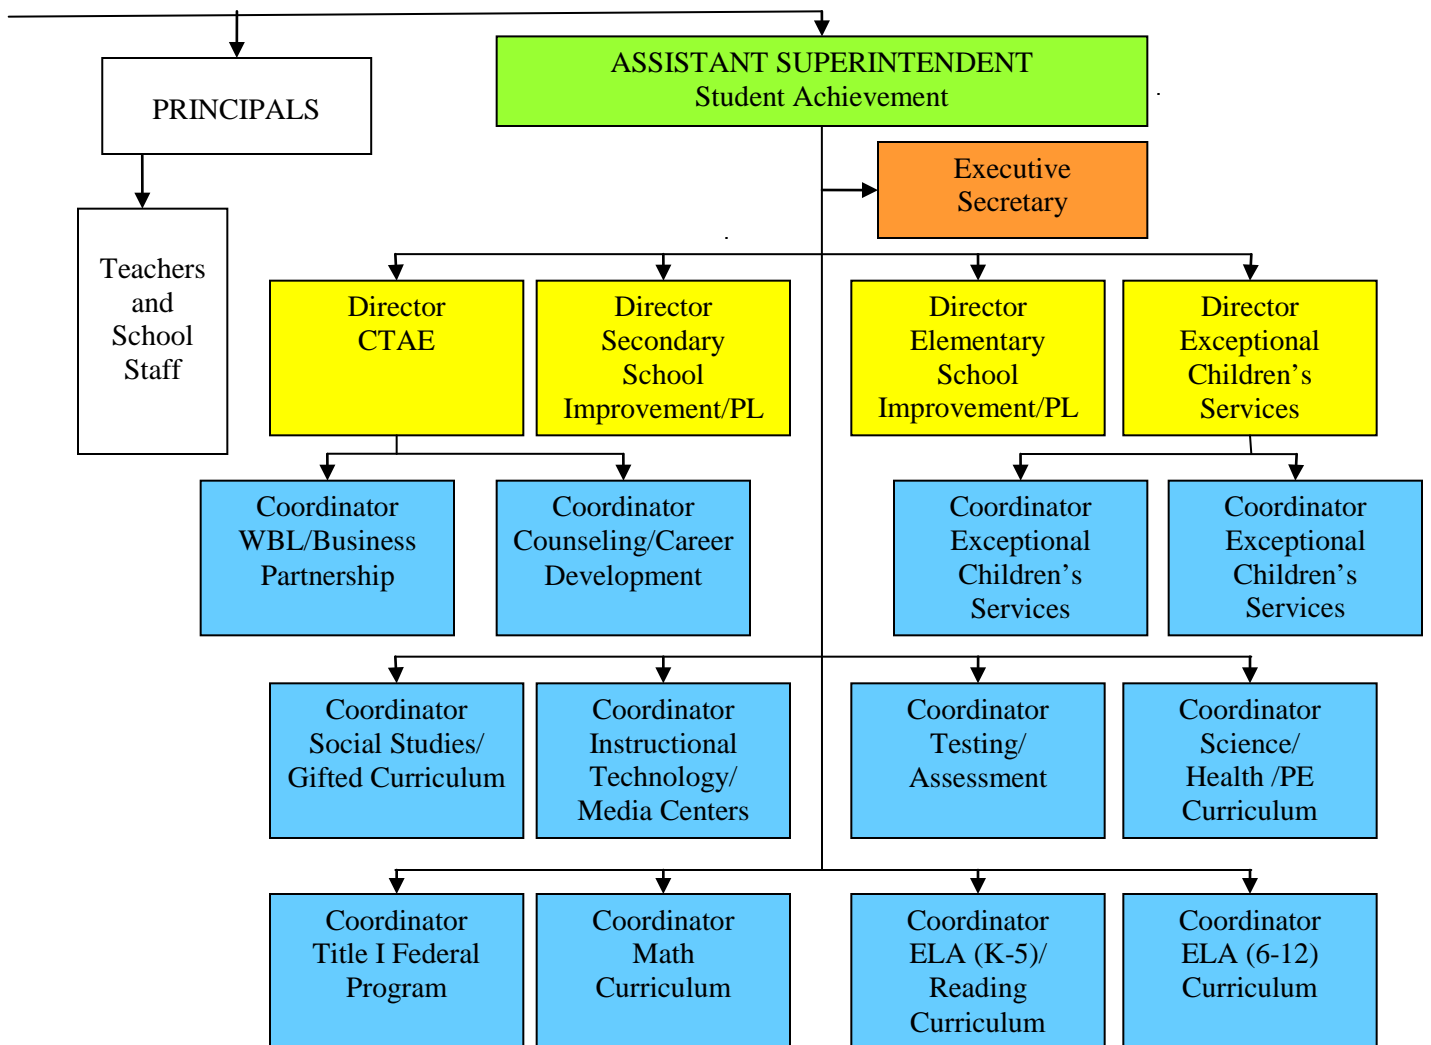 ASSISTANT SUPERINTENDENT
Student Achievement
PRINCIPALS
Executive
Secretary
Teachers
and
School
Staff
Director
CTAE
Director
Secondary
School
Improvement/PL
Director
Elementary
School
Improvement/PL
Director
Exceptional
Children’s
Services
Coordinator
WBL/Business
Partnership
Coordinator
Counseling/Career
Development
Coordinator
Exceptional
Children’s
Services
Coordinator
Exceptional
Children’s
Services
Coordinator
Social Studies/
Gifted Curriculum
Coordinator
Instructional
Technology/
Media Centers
Coordinator
Testing/
Assessment
Coordinator
Science/
Health /PE
Curriculum
Coordinator
Title I Federal
Program
Coordinator
Math
Curriculum
Coordinator
ELA (K-5)/
Reading
Curriculum
Coordinator
ELA (6-12)
Curriculum